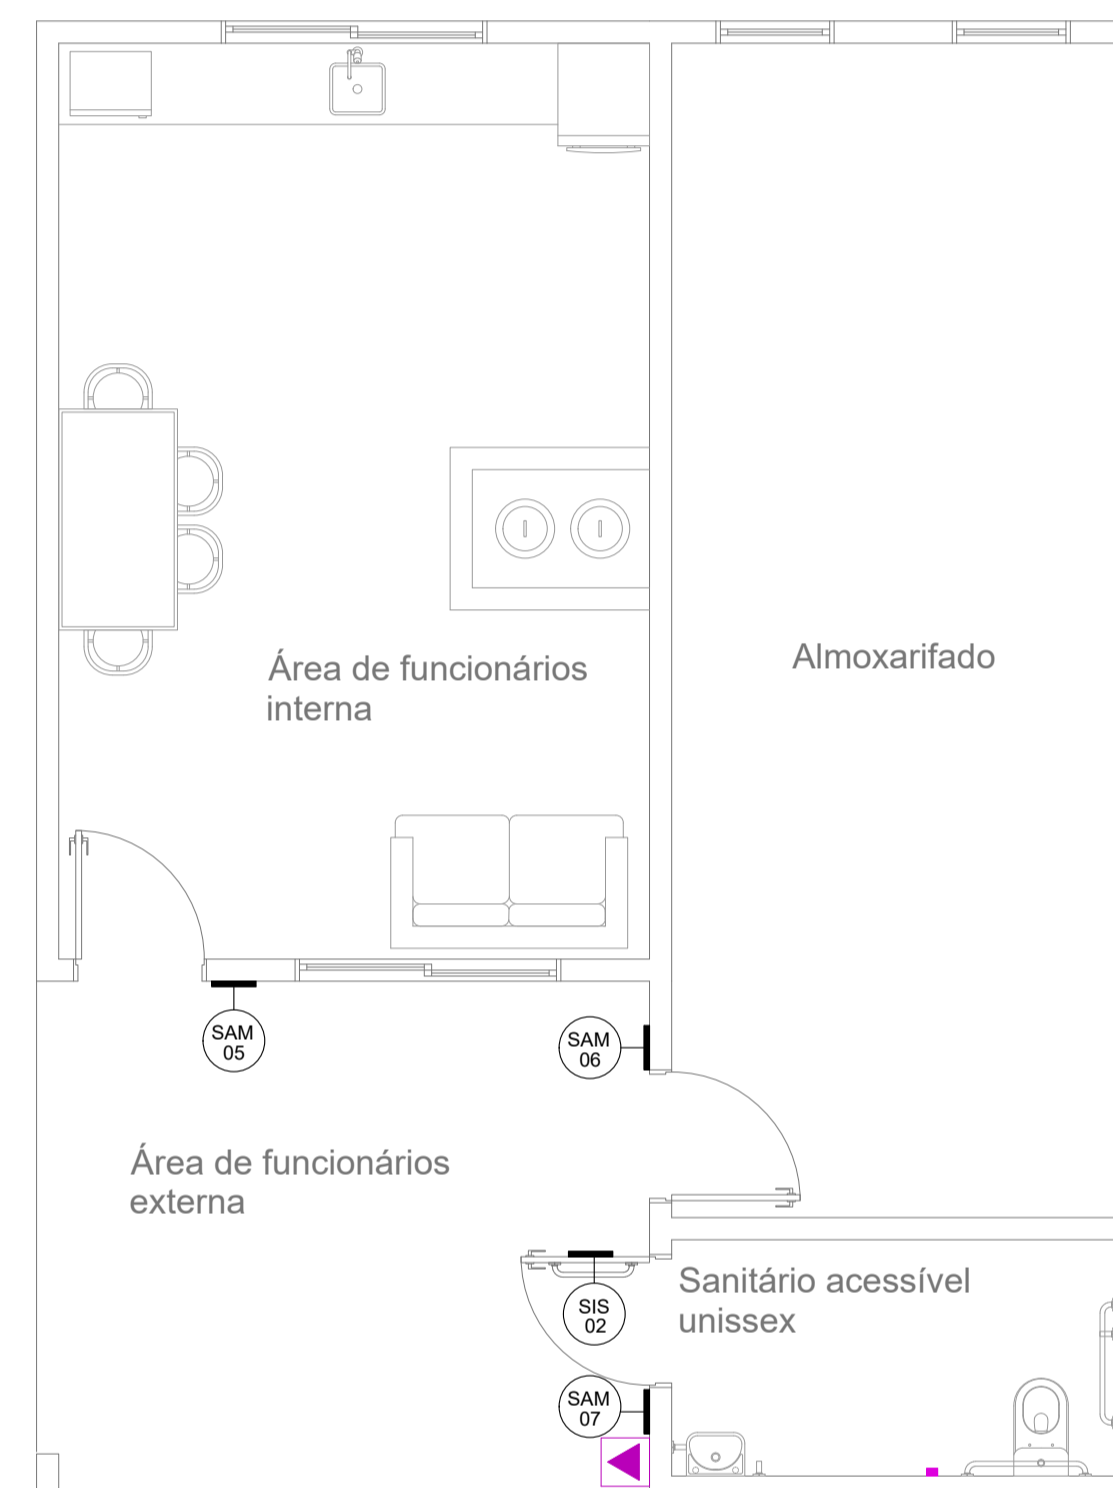 Área de funcionários
interna
Almoxarifado
SAM
05
SAM
06
Área de funcionários
externa
Sanitário acessível
unissex
SIS
02
SAM
07